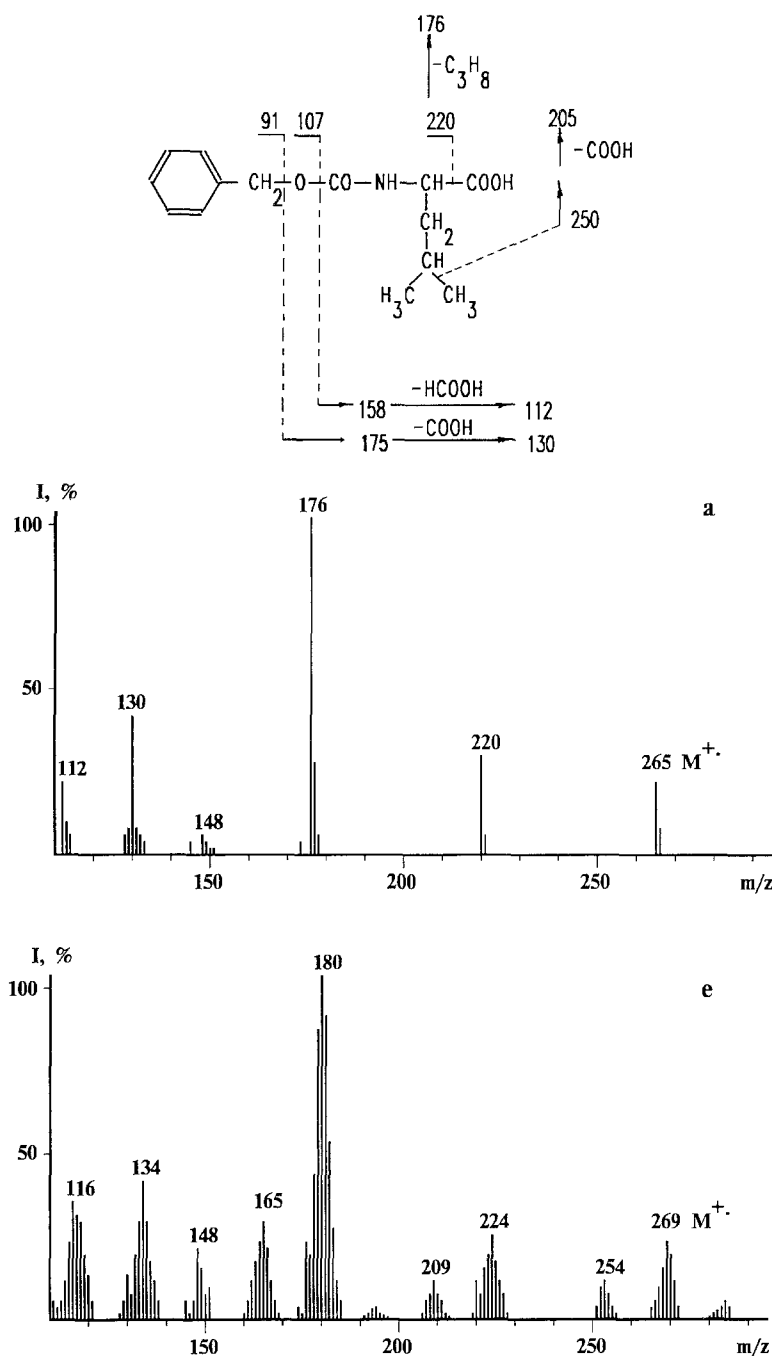 176
-C3H8
91 107 220 205
-COOH
CH2-O-CO-NH-CH-COOH
250
CH2
CH
H3C CH3
-HCOOH
158 112
-COOH
175 130
I, %
a
176
100
50
130
112
148
220
265 M+.
150 200 250 m/z
I, %
e
180
100
50
116
134
148
165
209
224
254
269 M+.
150 200 250 m/z